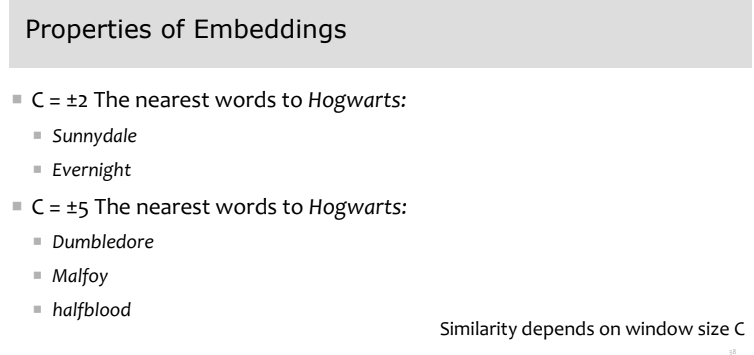 Properties of Embeddings
C = ±2 The nearest words to Hogwarts:
Sunnydale
Evernight
C = ±5 The nearest words to Hogwarts:
Dumbledore
Malfoy
halfblood
Similarity depends on window size C
38